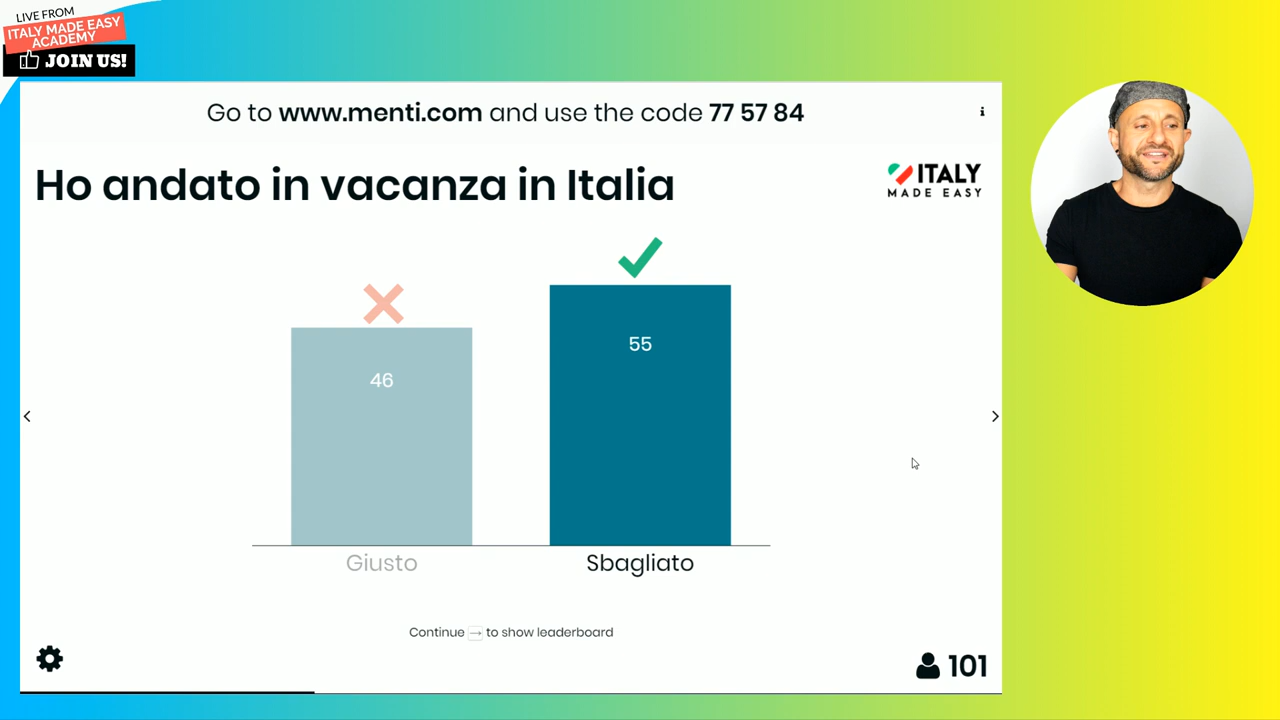 LIVE FROM
ITALY MADE EASY
ACADEMY
JOIN US!
Go to www.menti.com and use the code 77 57 84
i
Ho andato in vacanza in Italia
ITALY
MADE EASY
46
55
Giusto
Sbagliato
Continue → to show leaderboard
101